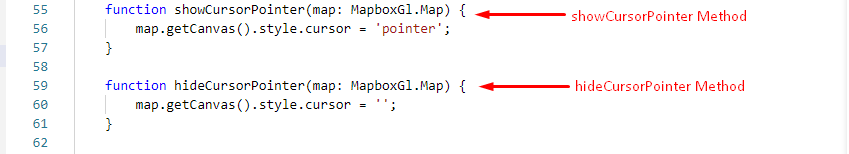 55 function showCursorPointer(map: MapboxGl.Map) { showCursorPointer Method
56 map.getCanvas().style.cursor = 'pointer';
57 }
58
59 function hideCursorPointer(map: MapboxGl.Map) { hideCursorPointer Method
60 map.getCanvas().style.cursor = '';
61 }
62